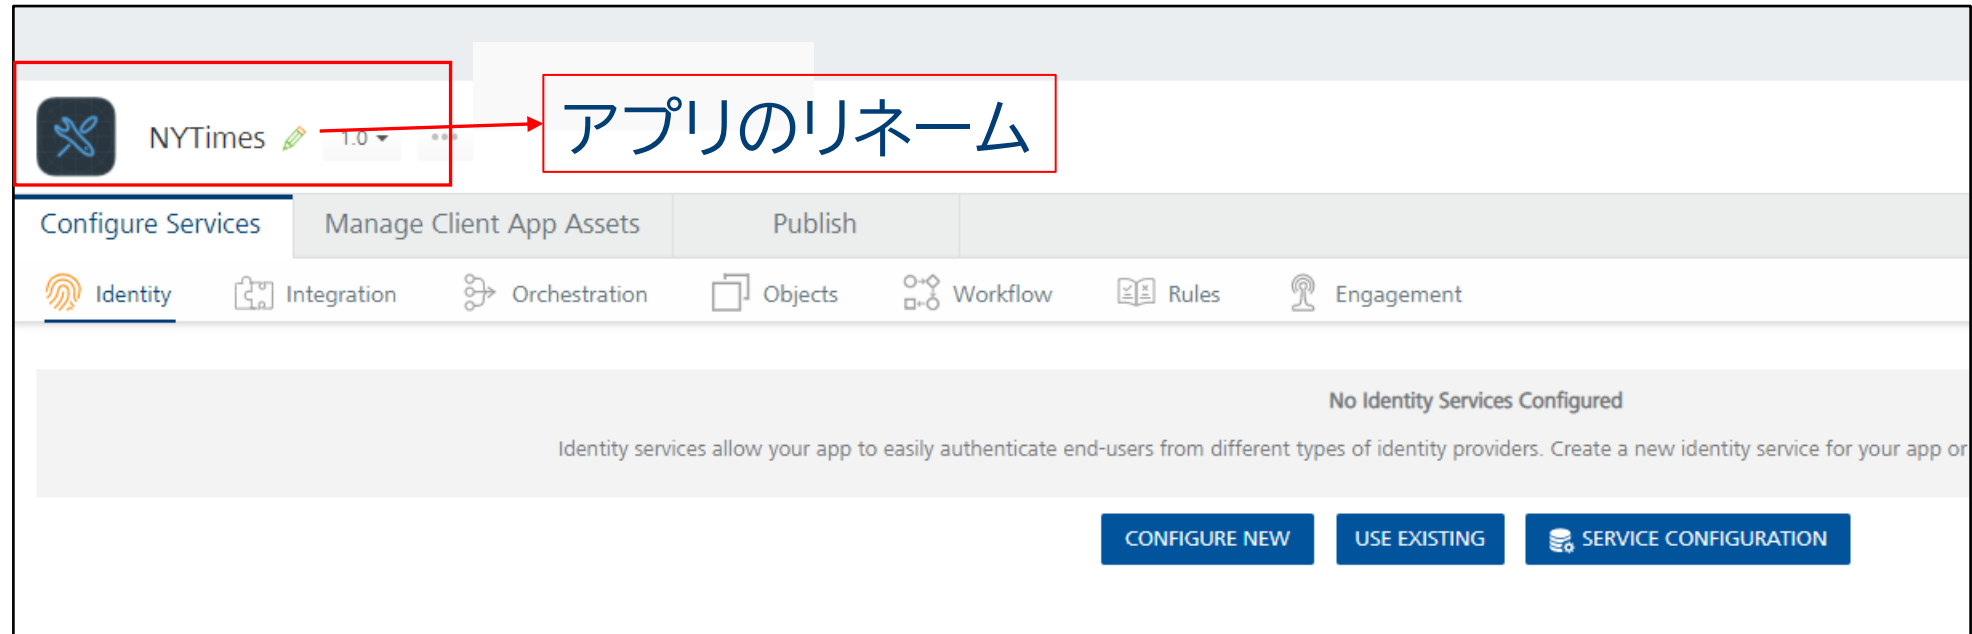 NYTimes 1.0 アプリのリネーム
Configure Services Manage Client App Assets Publish
Identity Integration Orchestration Objects Workflow Rules Engagement
No Identity Services Configured
Identity services allow your app to easily authenticate end-users from different types of identity providers. Create a new identity service for your app or
CONFIGURE NEW USE EXISTING SERVICE CONFIGURATION